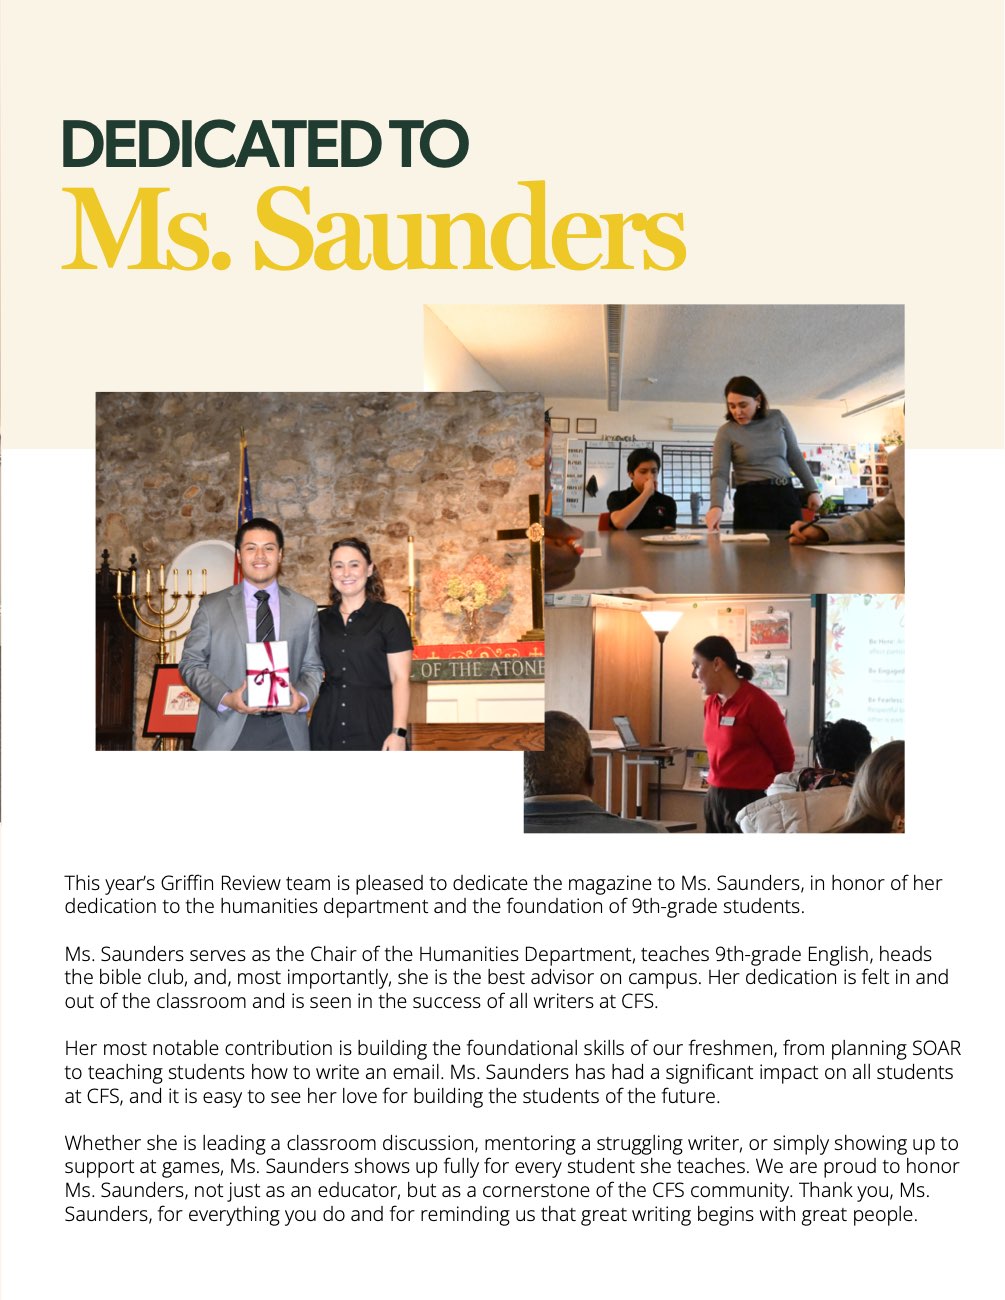 DEDICATED TO
Ms. Saunders
OF THE ATONE
Be Engaged
Be Fearless
This year’s Griffin Review team is pleased to dedicate the magazine to Ms. Saunders, in honor of her
dedication to the humanities department and the foundation of 9th-grade students.
Ms. Saunders serves as the Chair of the Humanities Department, teaches 9th-grade English, heads
the bible club, and, most importantly, she is the best advisor on campus. Her dedication is felt in and
out of the classroom and is seen in the success of all writers at CFS.
Her most notable contribution is building the foundational skills of our freshmen, from planning SOAR
to teaching students how to write an email. Ms. Saunders has had a significant impact on all students
at CFS, and it is easy to see her love for building the students of the future.
Whether she is leading a classroom discussion, mentoring a struggling writer, or simply showing up to
support at games, Ms. Saunders shows up fully for every student she teaches. We are proud to honor
Ms. Saunders, not just as an educator, but as a cornerstone of the CFS community. Thank you, Ms.
Saunders, for everything you do and for reminding us that great writing begins with great people.